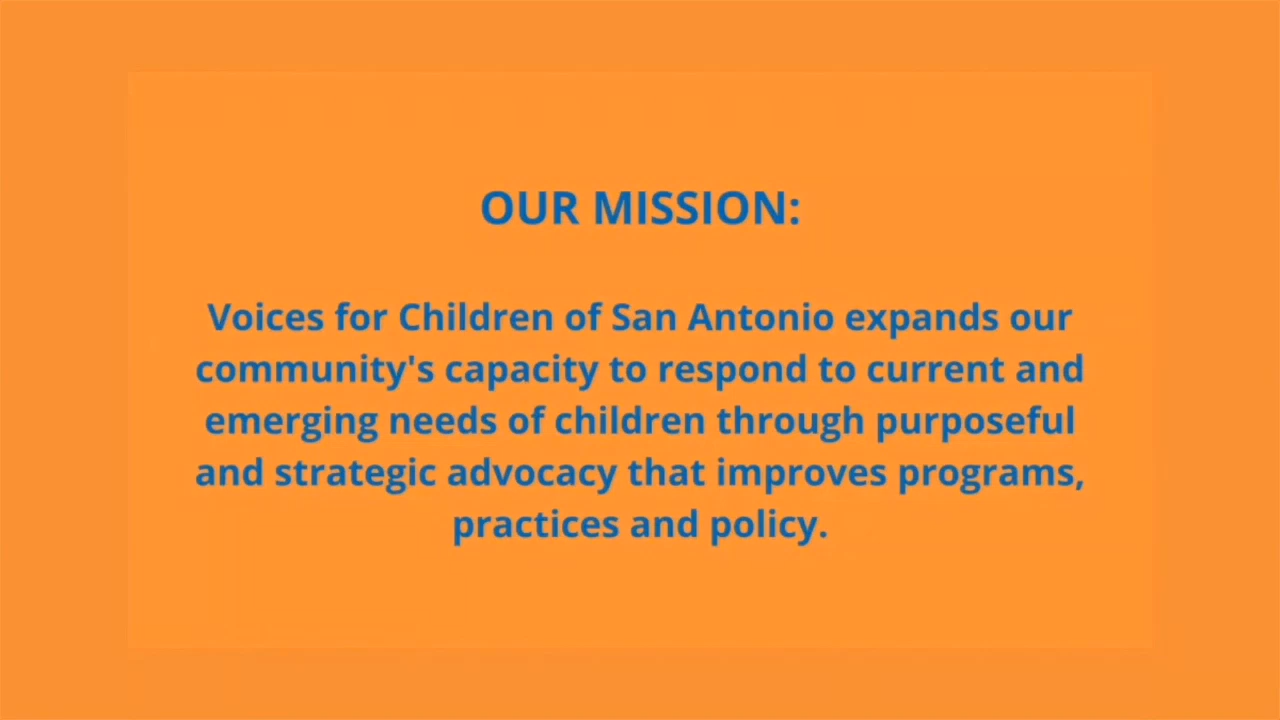 OUR MISSION:
Voices for Children of San Antonio expands our
community's capacity to respond to current and
emerging needs of children through purposeful
and strategic advocacy that improves programs,
practices and policy.